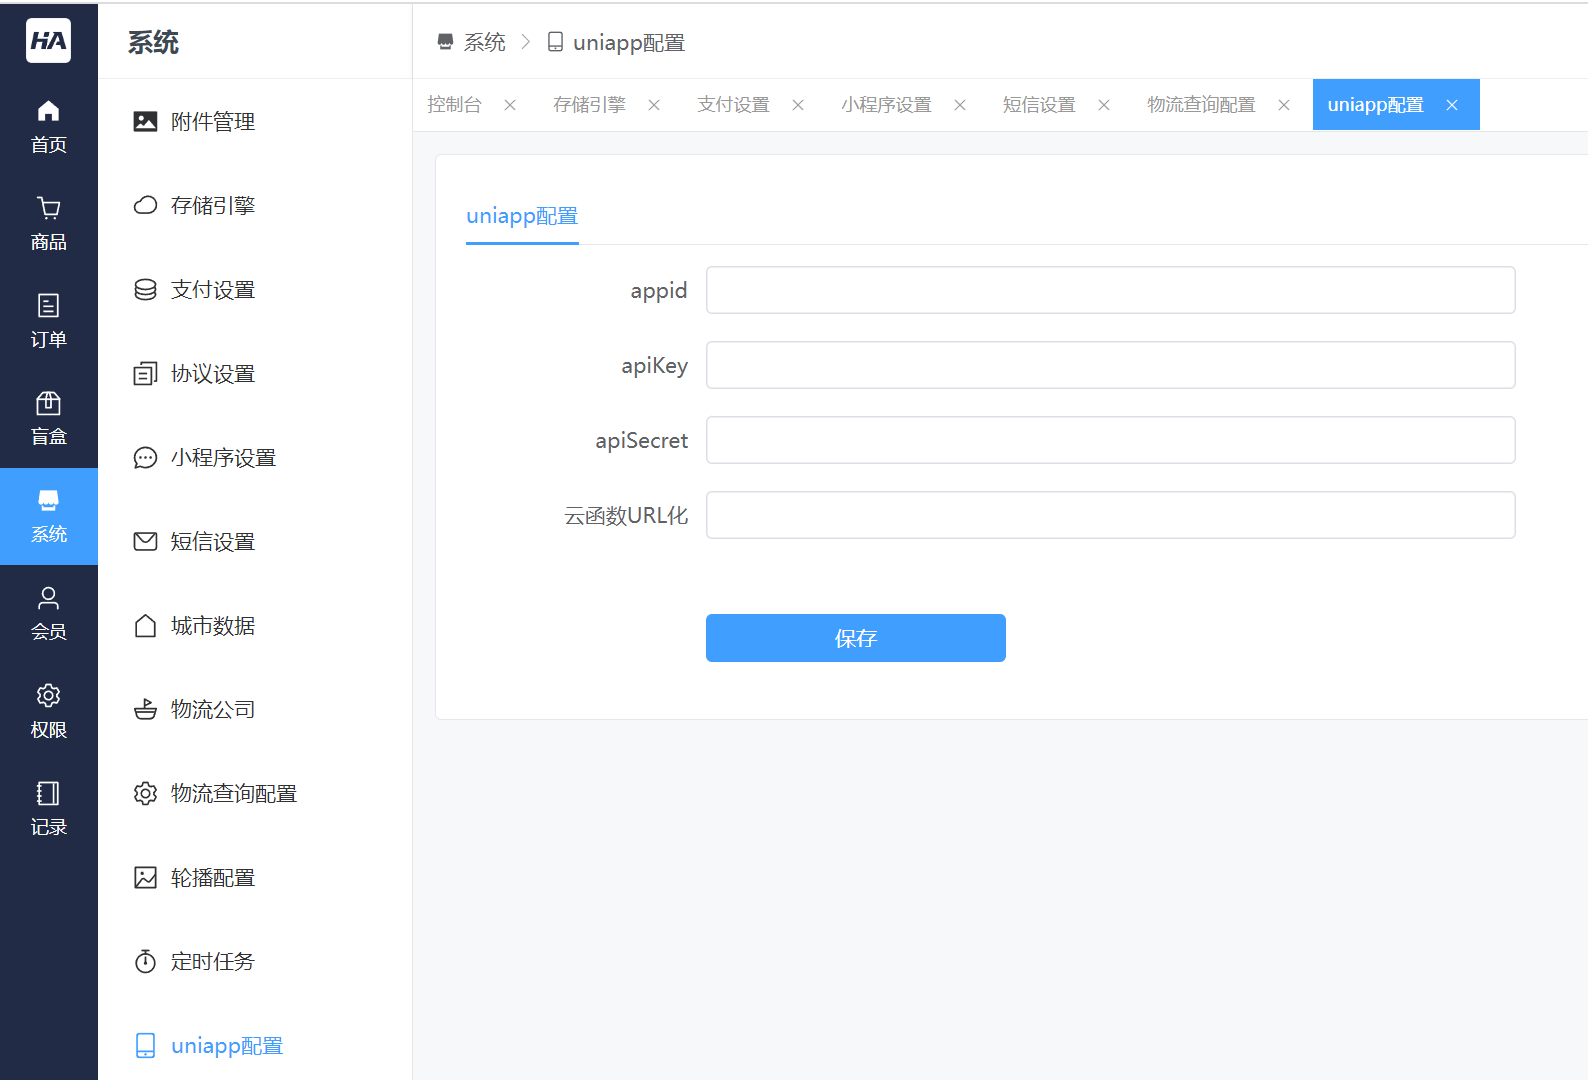 HA
首页
商品
订单
盲盒
系统
会员
权限
记录
系统
附件管理
存储引擎
支付设置
协议设置
小程序设置
短信设置
城市数据
物流公司
物流查询配置
轮播配置
定时任务
uniapp配置
系统 uniapp配置
控制台 存储引擎 支付设置 小程序设置 短信设置 物流查询配置 uniapp配置
uniapp配置
appid
apiKey
apiSecret
云函数URL化
保存